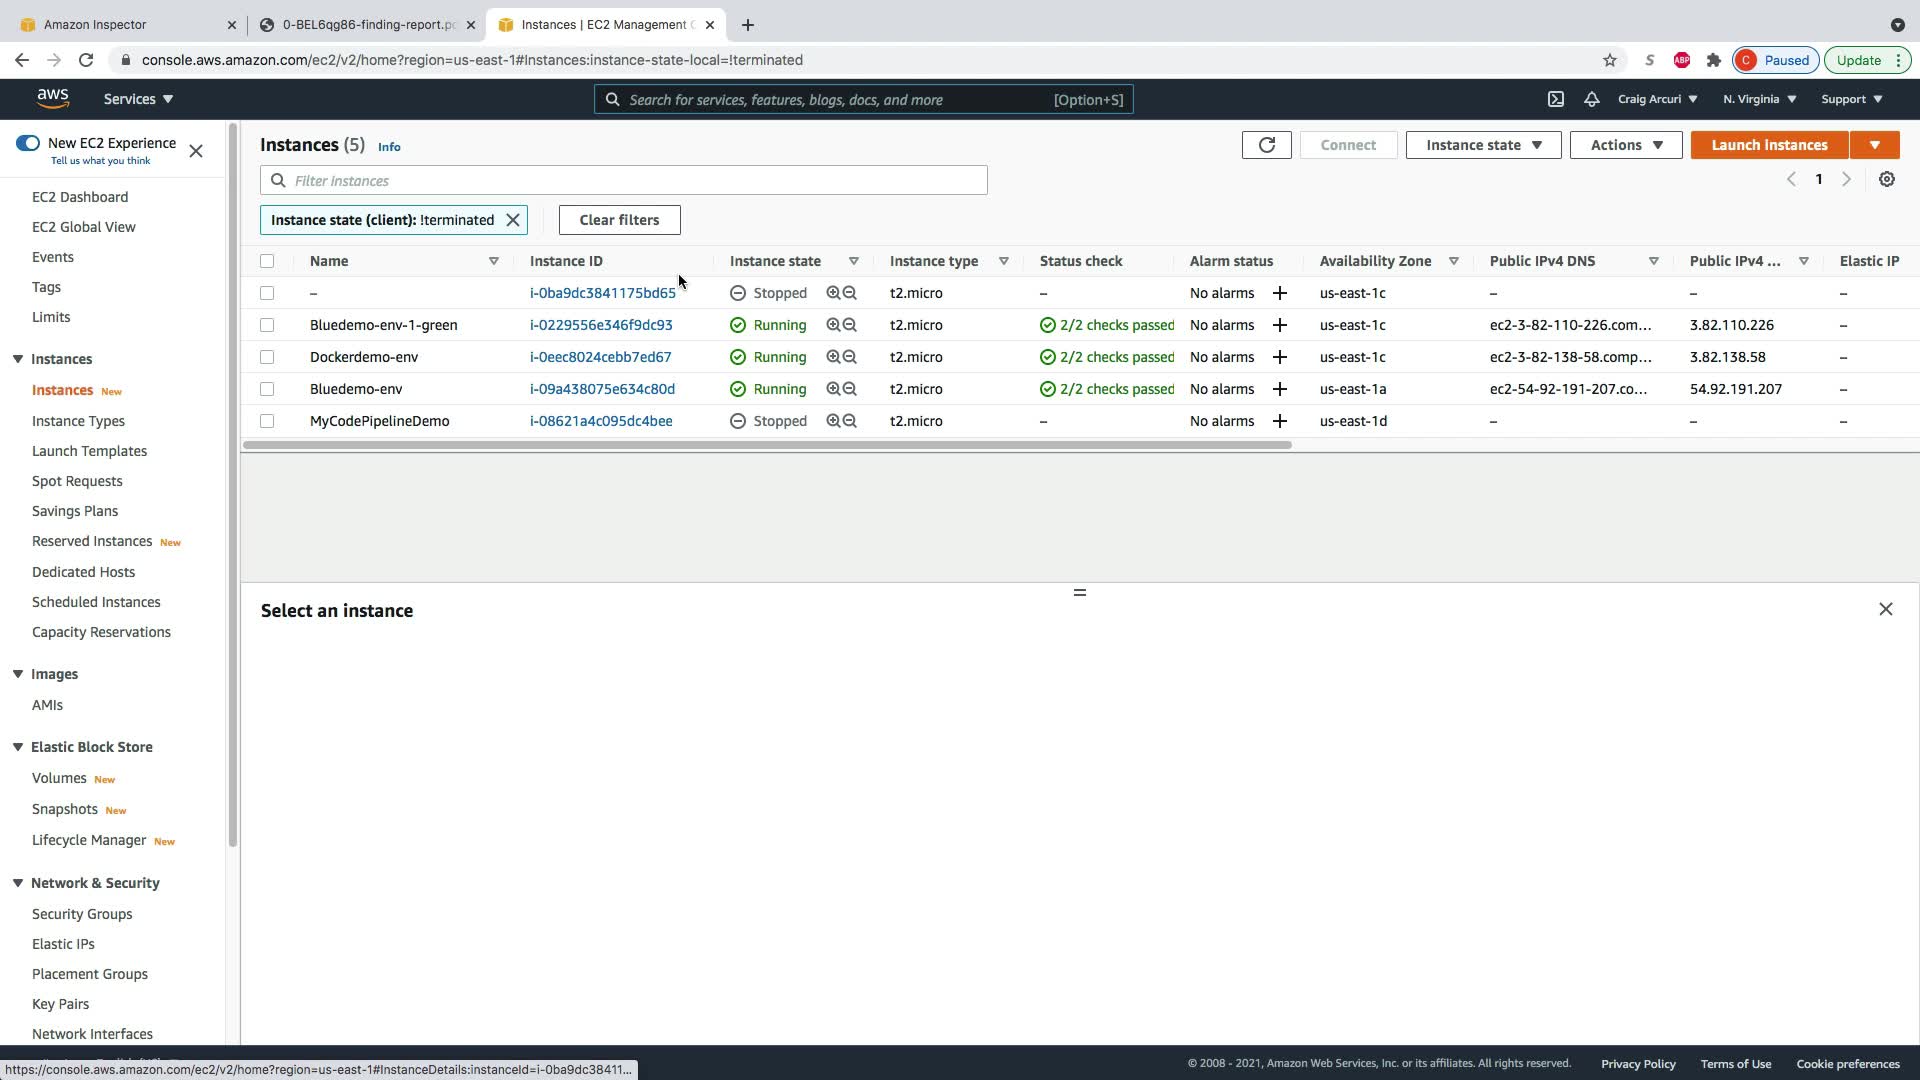 Amazon Inspector
0-BEL6qg86-finding-report.pc
Instances | EC2 Management C
console.aws.amazon.com/ec2/v2/home?region=us-east-1#Instances:instance-state-local=!terminated
S
ABP
C Paused
Update
aws
Services
Search for services, features, blogs, docs, and more [Option+S]
Craig Arcuri
N. Virginia
Support
New EC2 Experience
Tell us what you think
EC2 Dashboard
EC2 Global View
Events
Tags
Limits
Instances
Instances New
Instance Types
Launch Templates
Spot Requests
Savings Plans
Reserved Instances New
Dedicated Hosts
Scheduled Instances
Capacity Reservations
Images
AMIs
Elastic Block Store
Volumes New
Snapshots New
Lifecycle Manager New
Network & Security
Security Groups
Elastic IPs
Placement Groups
Key Pairs
Network Interfaces
Instances (5) Info
Connect
Instance state
Actions
Launch instances
Filter instances
1
Instance state (client): !terminated
Clear filters
Name Instance ID Instance state Instance type Status check Alarm status Availability Zone Public IPv4 DNS Public IPv4 ... Elastic IP
– i-0ba9dc3841175bd65 Stopped t2.micro – No alarms + us-east-1c – – –
Bluedemo-env-1-green i-0229556e346f9dc93 Running t2.micro 2/2 checks passed No alarms + us-east-1c ec2-3-82-110-226.com... 3.82.110.226 –
Dockerdemo-env i-0eec8024cebb7ed67 Running t2.micro 2/2 checks passed No alarms + us-east-1c ec2-3-82-138-58.comp... 3.82.138.58 –
Bluedemo-env i-09a438075e634c80d Running t2.micro 2/2 checks passed No alarms + us-east-1a ec2-54-92-191-207.co... 54.92.191.207 –
MyCodePipelineDemo i-08621a4c095dc4bee Stopped t2.micro – No alarms + us-east-1d – – –
Select an instance
https://console.aws.amazon.com/ec2/v2/home?region=us-east-1#InstanceDetails:instanceId=i-0ba9dc38411...
© 2008 - 2021, Amazon Web Services, Inc. or its affiliates. All rights reserved.
Privacy Policy
Terms of Use
Cookie preferences